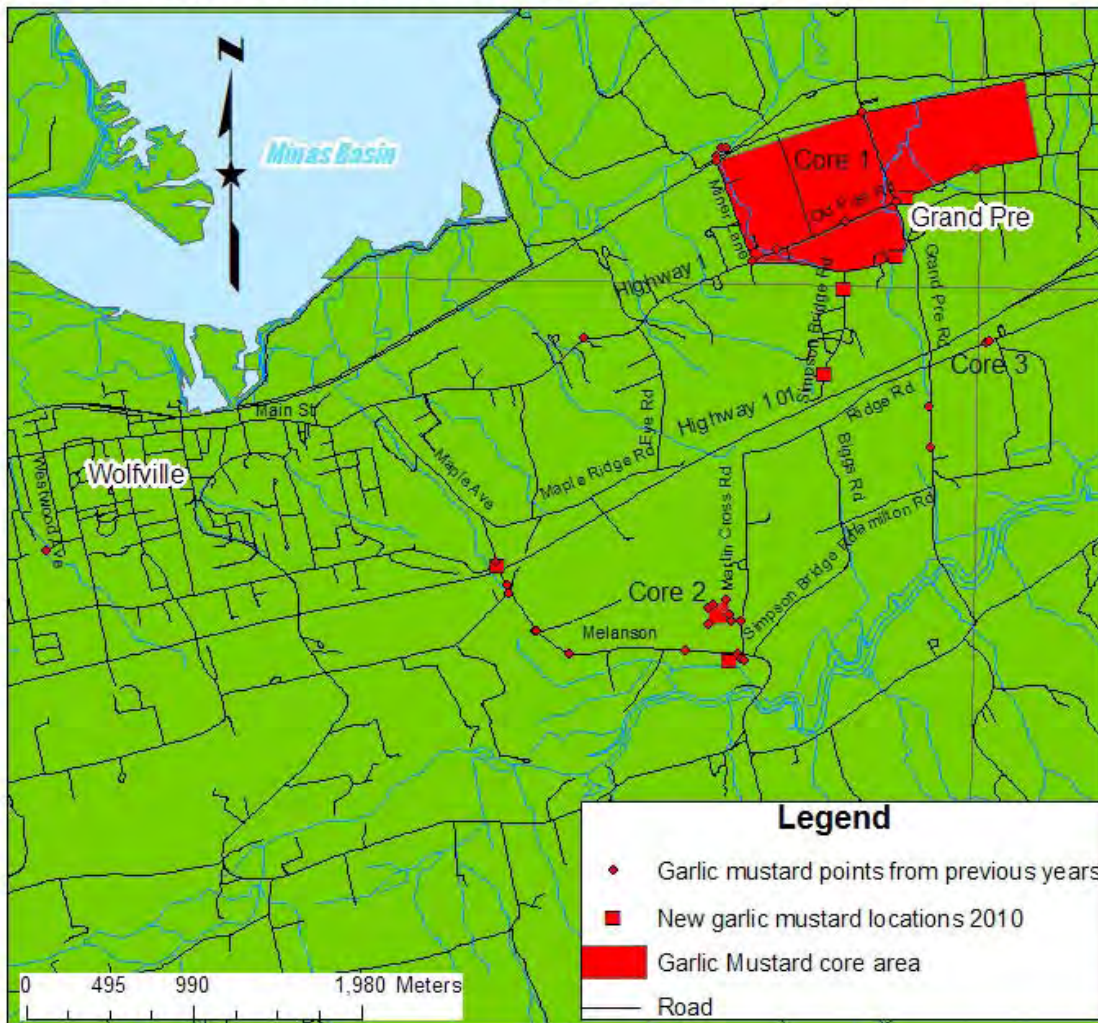 N
Minas Basin
Core 1
Old Post Rd
Miner Lane
Grand Pre
Highway 1
Simpson Bridge Rd
Grand Pre Rd
Core 3
Highway 101
Ridge Rd
Main St
Eye Rd
Maple Ridge Rd
Maple Ave
Wolfville
Westwood Ave
Biggs Rd
Hamilton Rd
Martin Cross Rd
Core 2
Simpson Bridge Rd
Melanson
Legend
Garlic mustard points from previous years
New garlic mustard locations 2010
Garlic Mustard core area
Road
0 495 990 1,980 Meters